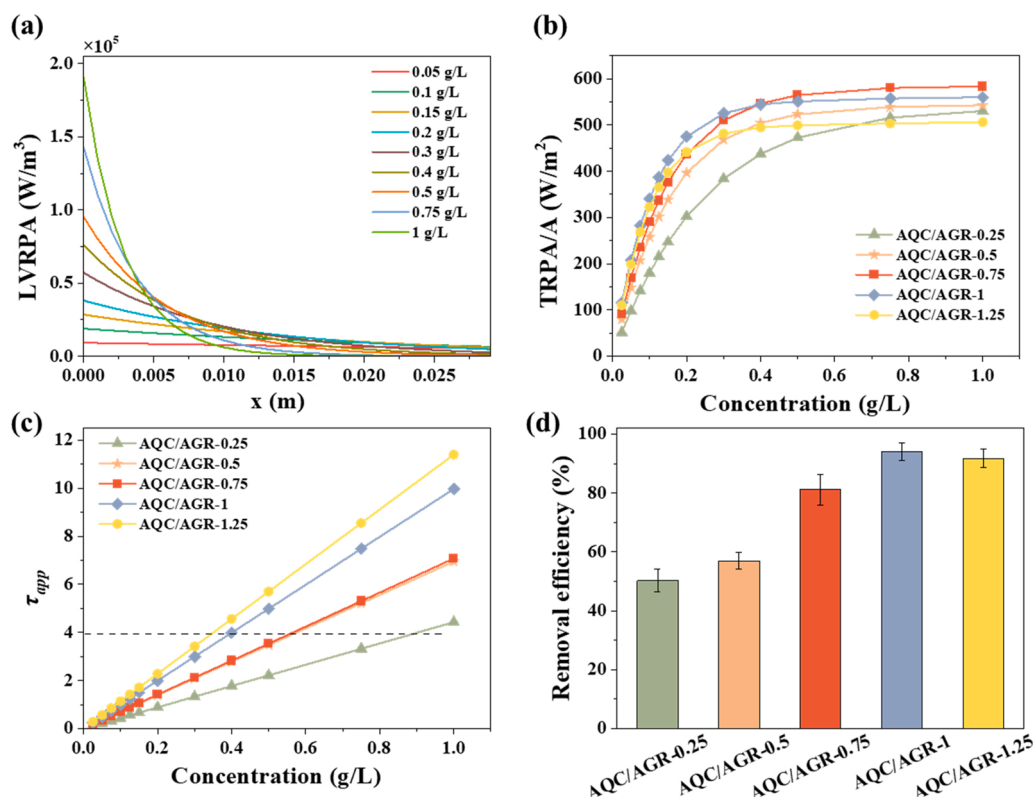 (a)
×10⁵
2.0
1.5
1.0
0.5
0.0
LVRPA (W/m³)
0.05 g/L
0.1 g/L
0.15 g/L
0.2 g/L
0.3 g/L
0.4 g/L
0.5 g/L
0.75 g/L
1 g/L
0.000 0.005 0.010 0.015 0.020 0.025
x (m)
(b)
600
500
400
300
200
100
0
TRPA/A (W/m²)
AQC/AGR-0.25
AQC/AGR-0.5
AQC/AGR-0.75
AQC/AGR-1
AQC/AGR-1.25
0.0 0.2 0.4 0.6 0.8 1.0
Concentration (g/L)
(c)
12
10
8
6
4
2
0
τapp
AQC/AGR-0.25
AQC/AGR-0.5
AQC/AGR-0.75
AQC/AGR-1
AQC/AGR-1.25
0.0 0.2 0.4 0.6 0.8 1.0
Concentration (g/L)
(d)
100
80
60
40
20
0
Removal efficiency (%)
AQC/AGR-0.25
AQC/AGR-0.5
AQC/AGR-0.75
AQC/AGR-1
AQC/AGR-1.25